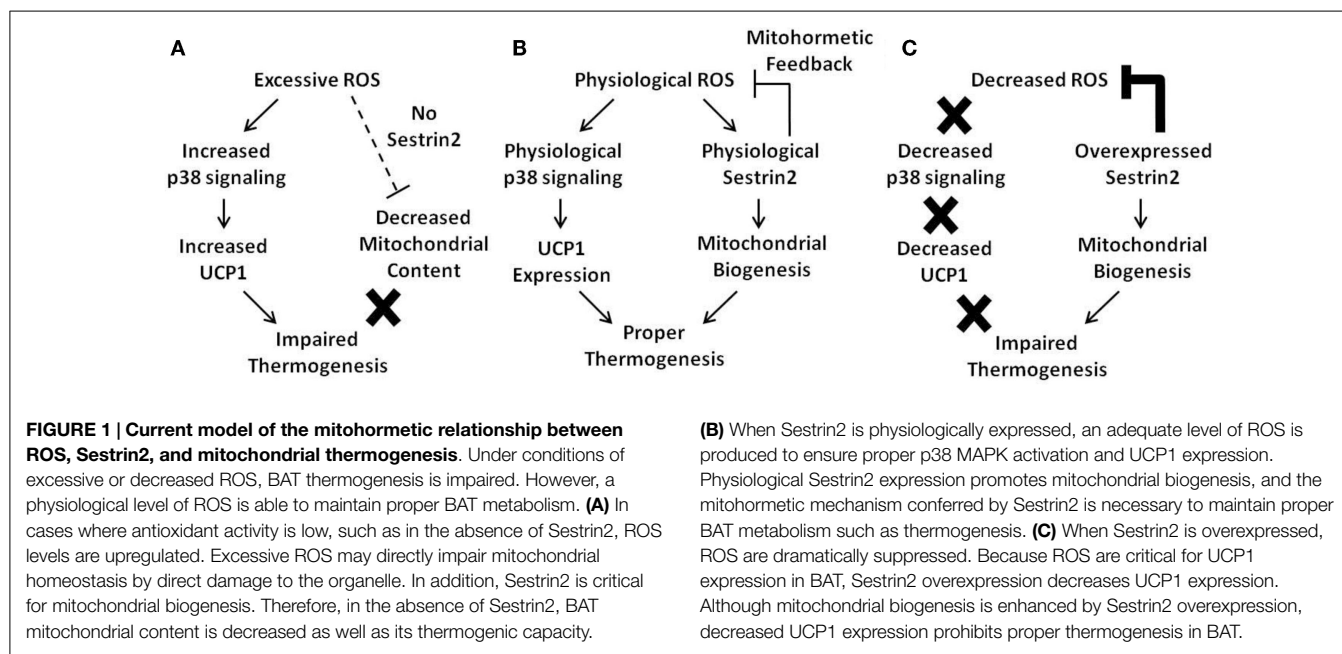 A
Excessive ROS
No
Sestrin2
Increased
p38 signaling
Decreased
Mitochondrial
Content
Increased
UCP1
Impaired
Thermogenesis
B
Mitohormetic
Feedback
Physiological ROS
Physiological
p38 signaling
Physiological
Sestrin2
UCP1
Expression
Mitochondrial
Biogenesis
Proper
Thermogenesis
C
Decreased ROS
Decreased
p38 signaling
Overexpressed
Sestrin2
Decreased
UCP1
Mitochondrial
Biogenesis
Impaired
Thermogenesis
FIGURE 1 | Current model of the mitohormetic relationship between
ROS, Sestrin2, and mitochondrial thermogenesis. Under conditions of
excessive or decreased ROS, BAT thermogenesis is impaired. However, a
physiological level of ROS is able to maintain proper BAT metabolism. (A) In
cases where antioxidant activity is low, such as in the absence of Sestrin2, ROS
levels are upregulated. Excessive ROS may directly impair mitochondrial
homeostasis by direct damage to the organelle. In addition, Sestrin2 is critical
for mitochondrial biogenesis. Therefore, in the absence of Sestrin2, BAT
mitochondrial content is decreased as well as its thermogenic capacity.
(B) When Sestrin2 is physiologically expressed, an adequate level of ROS is
produced to ensure proper p38 MAPK activation and UCP1 expression.
Physiological Sestrin2 expression promotes mitochondrial biogenesis, and the
mitohormetic mechanism conferred by Sestrin2 is necessary to maintain proper
BAT metabolism such as thermogenesis. (C) When Sestrin2 is overexpressed,
ROS are dramatically suppressed. Because ROS are critical for UCP1
expression in BAT, Sestrin2 overexpression decreases UCP1 expression.
Although mitochondrial biogenesis is enhanced by Sestrin2 overexpression,
decreased UCP1 expression prohibits proper thermogenesis in BAT.